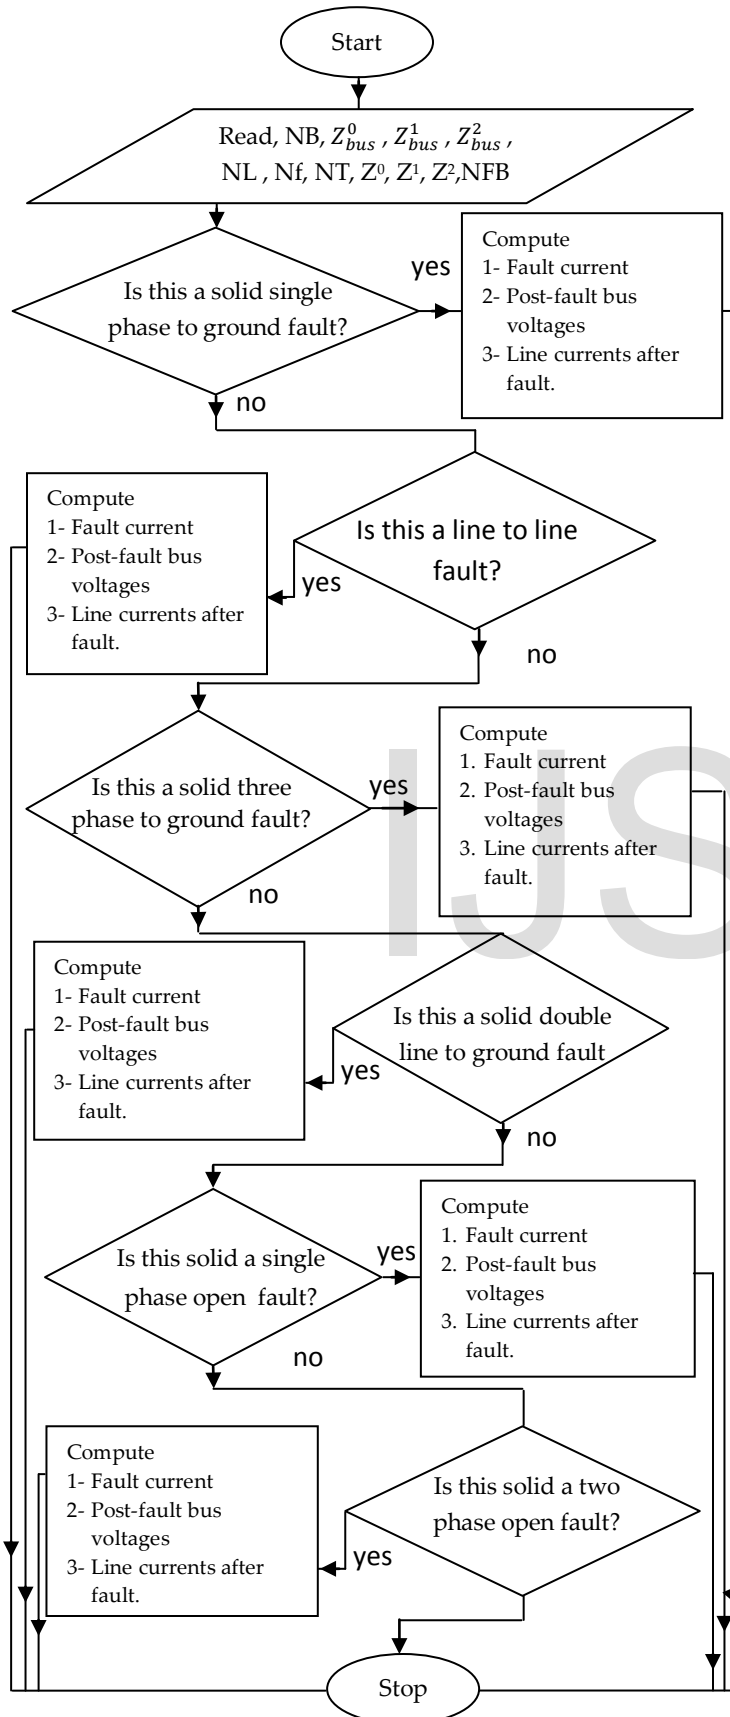 Start
Read, NB, Z⁰bus , Z¹bus , Z²bus ,
NL , Nf, NT, Z⁰, Z¹, Z²,NFB
Is this a solid single
phase to ground fault?
yes
Compute
1- Fault current
2- Post-fault bus
voltages
3- Line currents after
fault.
no
Is this a line to line
fault?
yes
Compute
1- Fault current
2- Post-fault bus
voltages
3- Line currents after
fault.
no
Is this a solid three
phase to ground fault?
yes
Compute
1. Fault current
2. Post-fault bus
voltages
3. Line currents after
fault.
IJS
no
Is this a solid double
line to ground fault
yes
Compute
1- Fault current
2- Post-fault bus
voltages
3- Line currents after
fault.
no
Is this solid a single
phase open fault?
yes
Compute
1. Fault current
2. Post-fault bus
voltages
3. Line currents after
fault.
no
Is this solid a two
phase open fault?
yes
Compute
1- Fault current
2- Post-fault bus
voltages
3- Line currents after
fault.
Stop